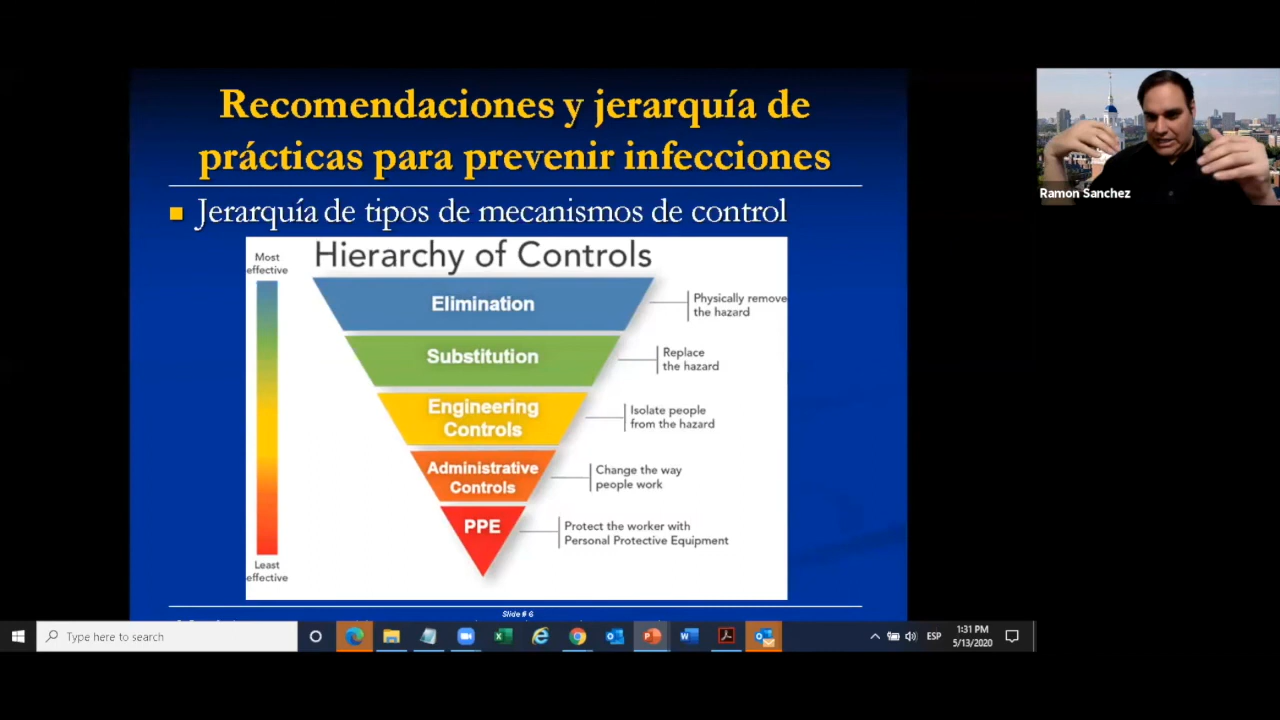 Recomendaciones y jerarquía de
prácticas para prevenir infecciones
Jerarquía de tipos de mecanismos de control
Hierarchy of Controls
Most
effective
Elimination
Physically remove
the hazard
Substitution
Replace
the hazard
Engineering
Controls
Isolate people
from the hazard
Administrative
Controls
Change the way
people work
PPE
Protect the worker with
Personal Protective Equipment
Least
effective
Slide # 6
Ramon Sanchez
Type here to search
ESP
1:31 PM
5/13/2020